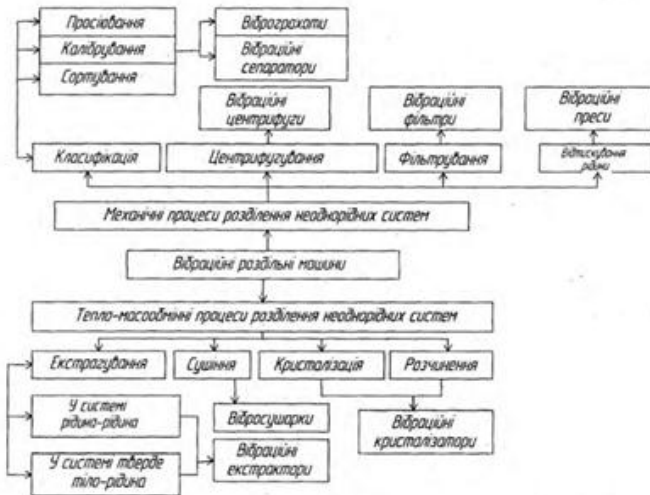 Просіювання
Калібрування
Сортування
Віброгрохоти
Вібраційні
сепаратори
Вібраційні
центрифуги
Вібраційні
фільтри
Вібраційні
преси
Класифікація
Центрифугування
Фільтрування
Відтискування
рідини
Механічні процеси розділення неоднорідних систем
Вібраційні роздільні машини
Тепло-масообмінні процеси розділення неоднорідних систем
Екстрагування
Сушіння
Кристалізація
Розчинення
У системі
рідина-рідина
Вібросушарки
Вібраційні
кристалізатори
У системі тверде
тіло-рідина
Вібраційні
екстрактори